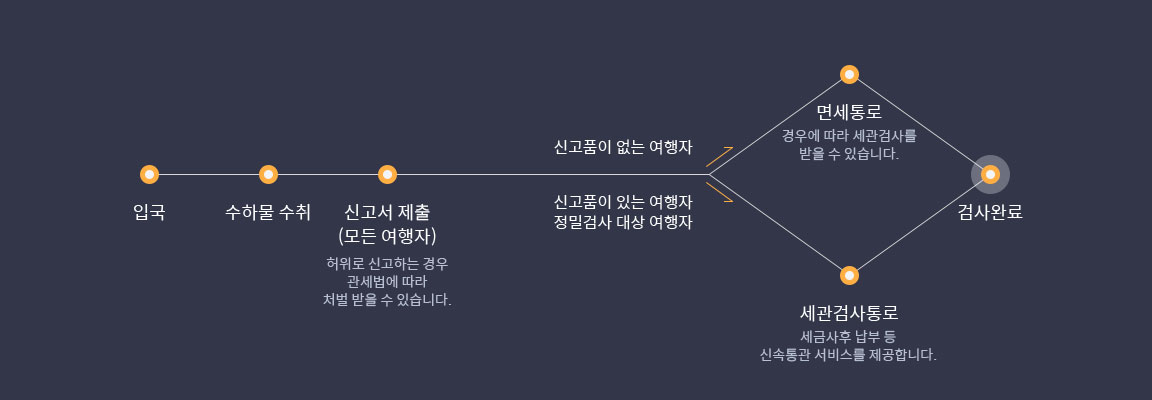 입국
수하물 수취
신고서 제출
(모든 여행자)
허위로 신고하는 경우
관세법에 따라
처벌 받을 수 있습니다.
신고품이 없는 여행자
신고품이 있는 여행자
정밀검사 대상 여행자
면세통로
경우에 따라 세관검사를
받을 수 있습니다.
세관검사통로
세금사후 납부 등
신속통관 서비스를 제공합니다.
검사완료